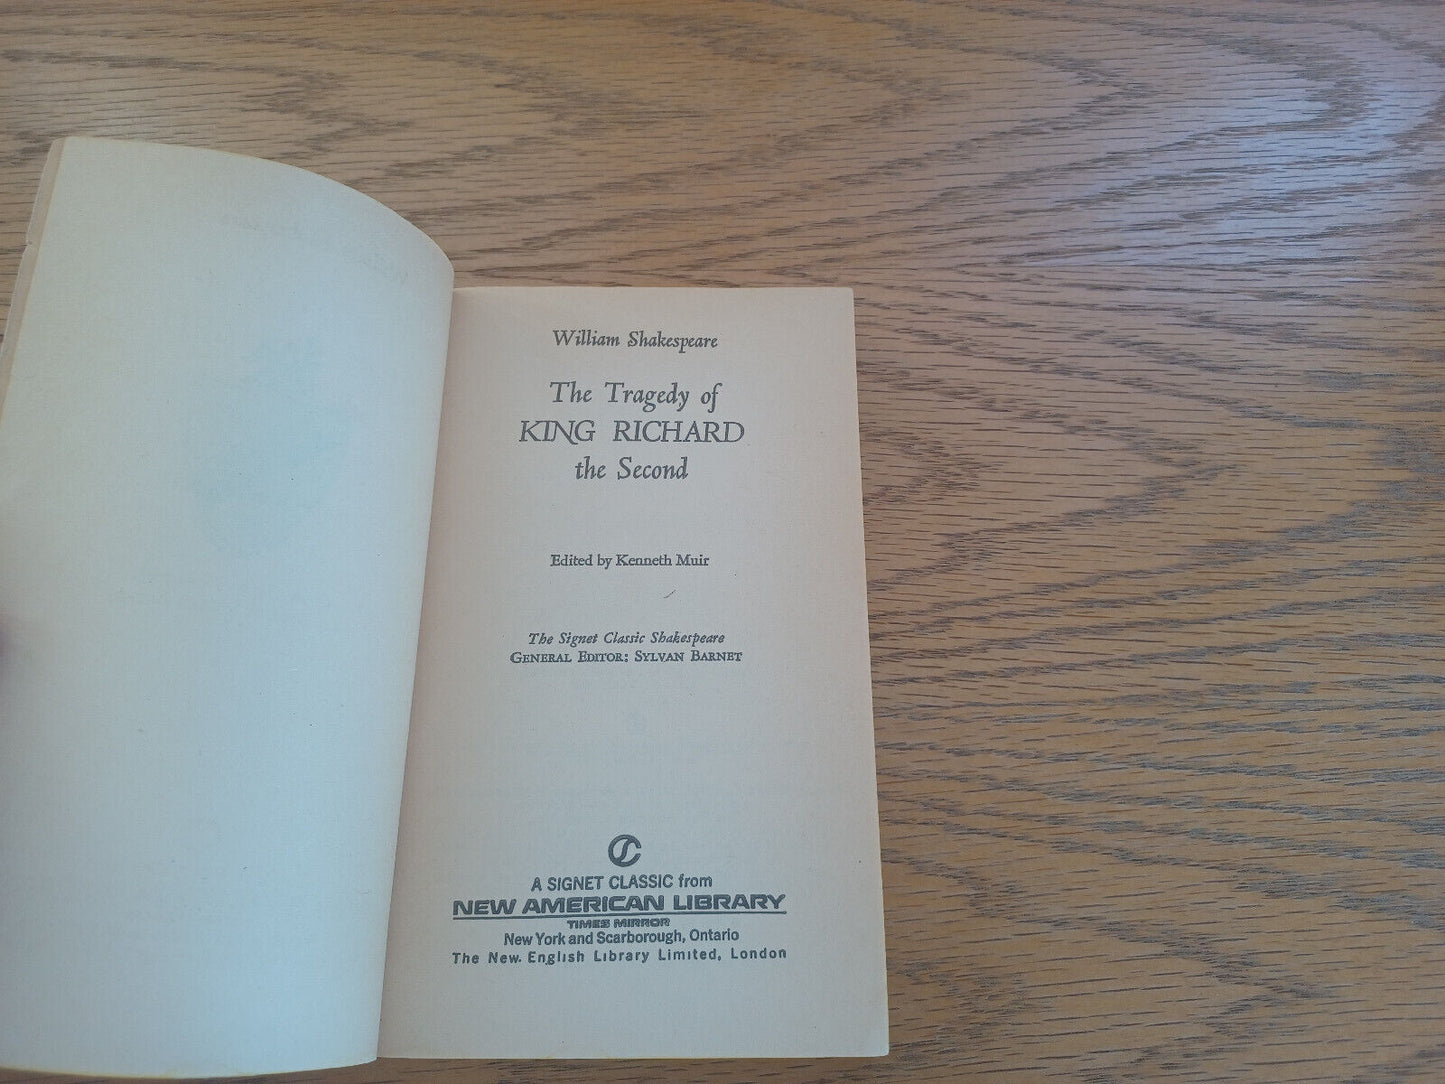 William Shakespeare
The Tragedy of
KING RICHARD
the Second
Edited by Kenneth Muir
The Signet Classic Shakespeare
GENERAL EDITOR: SYLVAN BARNET
A SIGNET CLASSIC from
NEW AMERICAN LIBRARY
TIMES MIRROR
New York and Scarborough, Ontario
The New English Library Limited, London